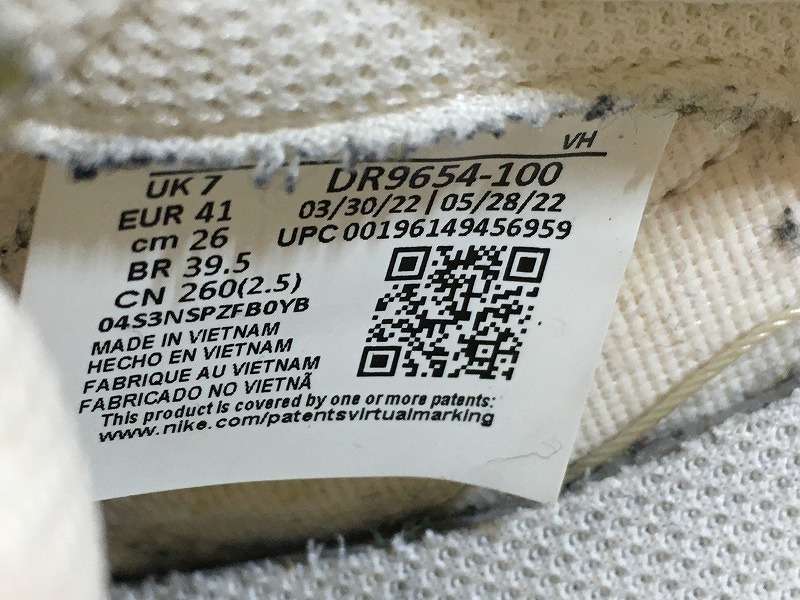 VH
UK 7
EUR 41
cm 26
BR 39.5
CN 260(2.5)
04S3NSPZFB0YB
DR9654-100
03/30/22 | 05/28/22
UPC 00196149456959
MADE IN VIETNAM
HECHO EN VIETNAM
FABRIQUE AU VIETNAM
FABRICADO NO VIETNÃ
This product is covered by one or more patents:
www.nike.com/patentsvirtualmarking